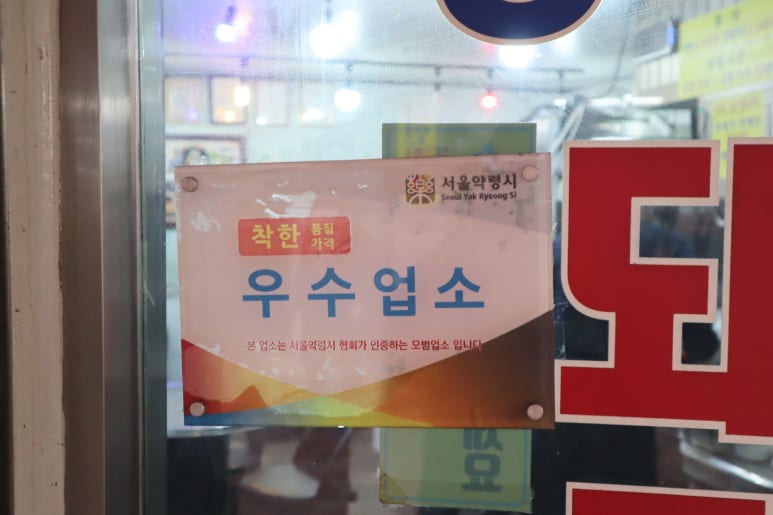 서울약령시
Seoul Yak Ryeong Si
착한 품질 가격
우수업소
본 업소는 서울약령시 협회가 인증하는 모범업소 입니다